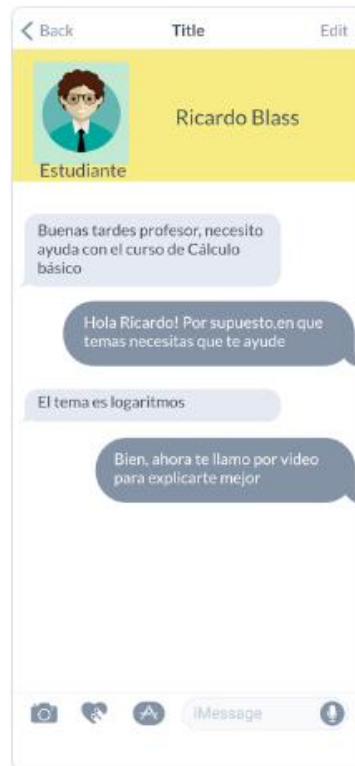 Back Title Edit
Ricardo Blass
Estudiante
Buenas tardes profesor, necesito
ayuda con el curso de Cálculo
básico
Hola Ricardo! Por supuesto,en que
temas necesitas que te ayude
El tema es logaritmos
Bien, ahora te llamo por video
para explicarte mejor
iMessage